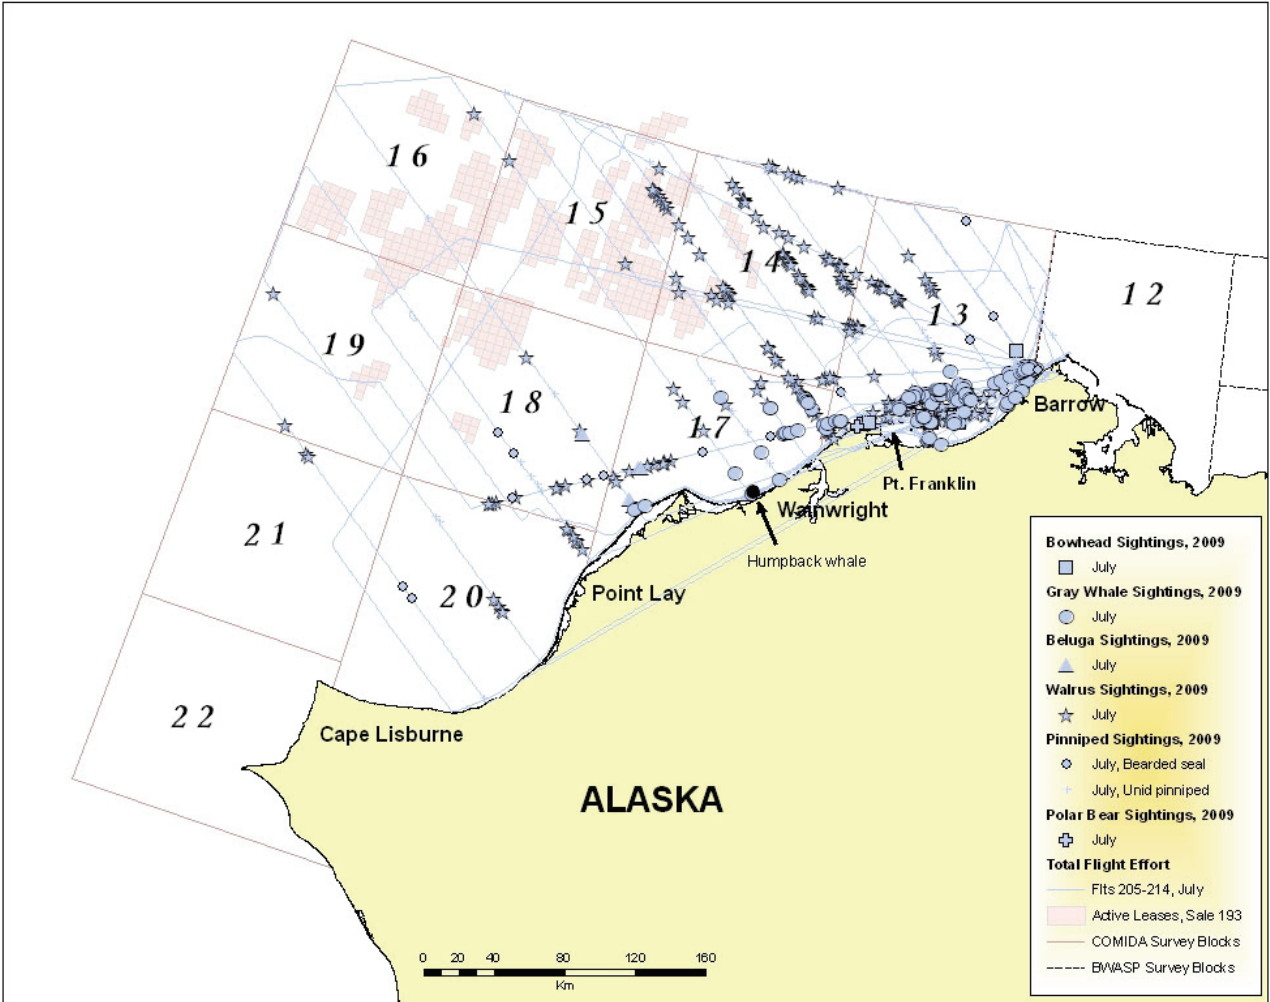 16
15
14
13
12
19
18
17
21
20
22
Barrow
Pt. Franklin
Wainwright
Humpback whale
Point Lay
Cape Lisburne
ALASKA
Bowhead Sightings, 2009
July
Gray Whale Sightings, 2009
July
Beluga Sightings, 2009
July
Walrus Sightings, 2009
July
Pinniped Sightings, 2009
July, Bearded seal
July, Unid pinniped
Polar Bear Sightings, 2009
July
Total Flight Effort
Flts 205-214, July
Active Leases, Sale 193
COMIDA Survey Blocks
BWASP Survey Blocks
0 20 40 80 120 160
Km